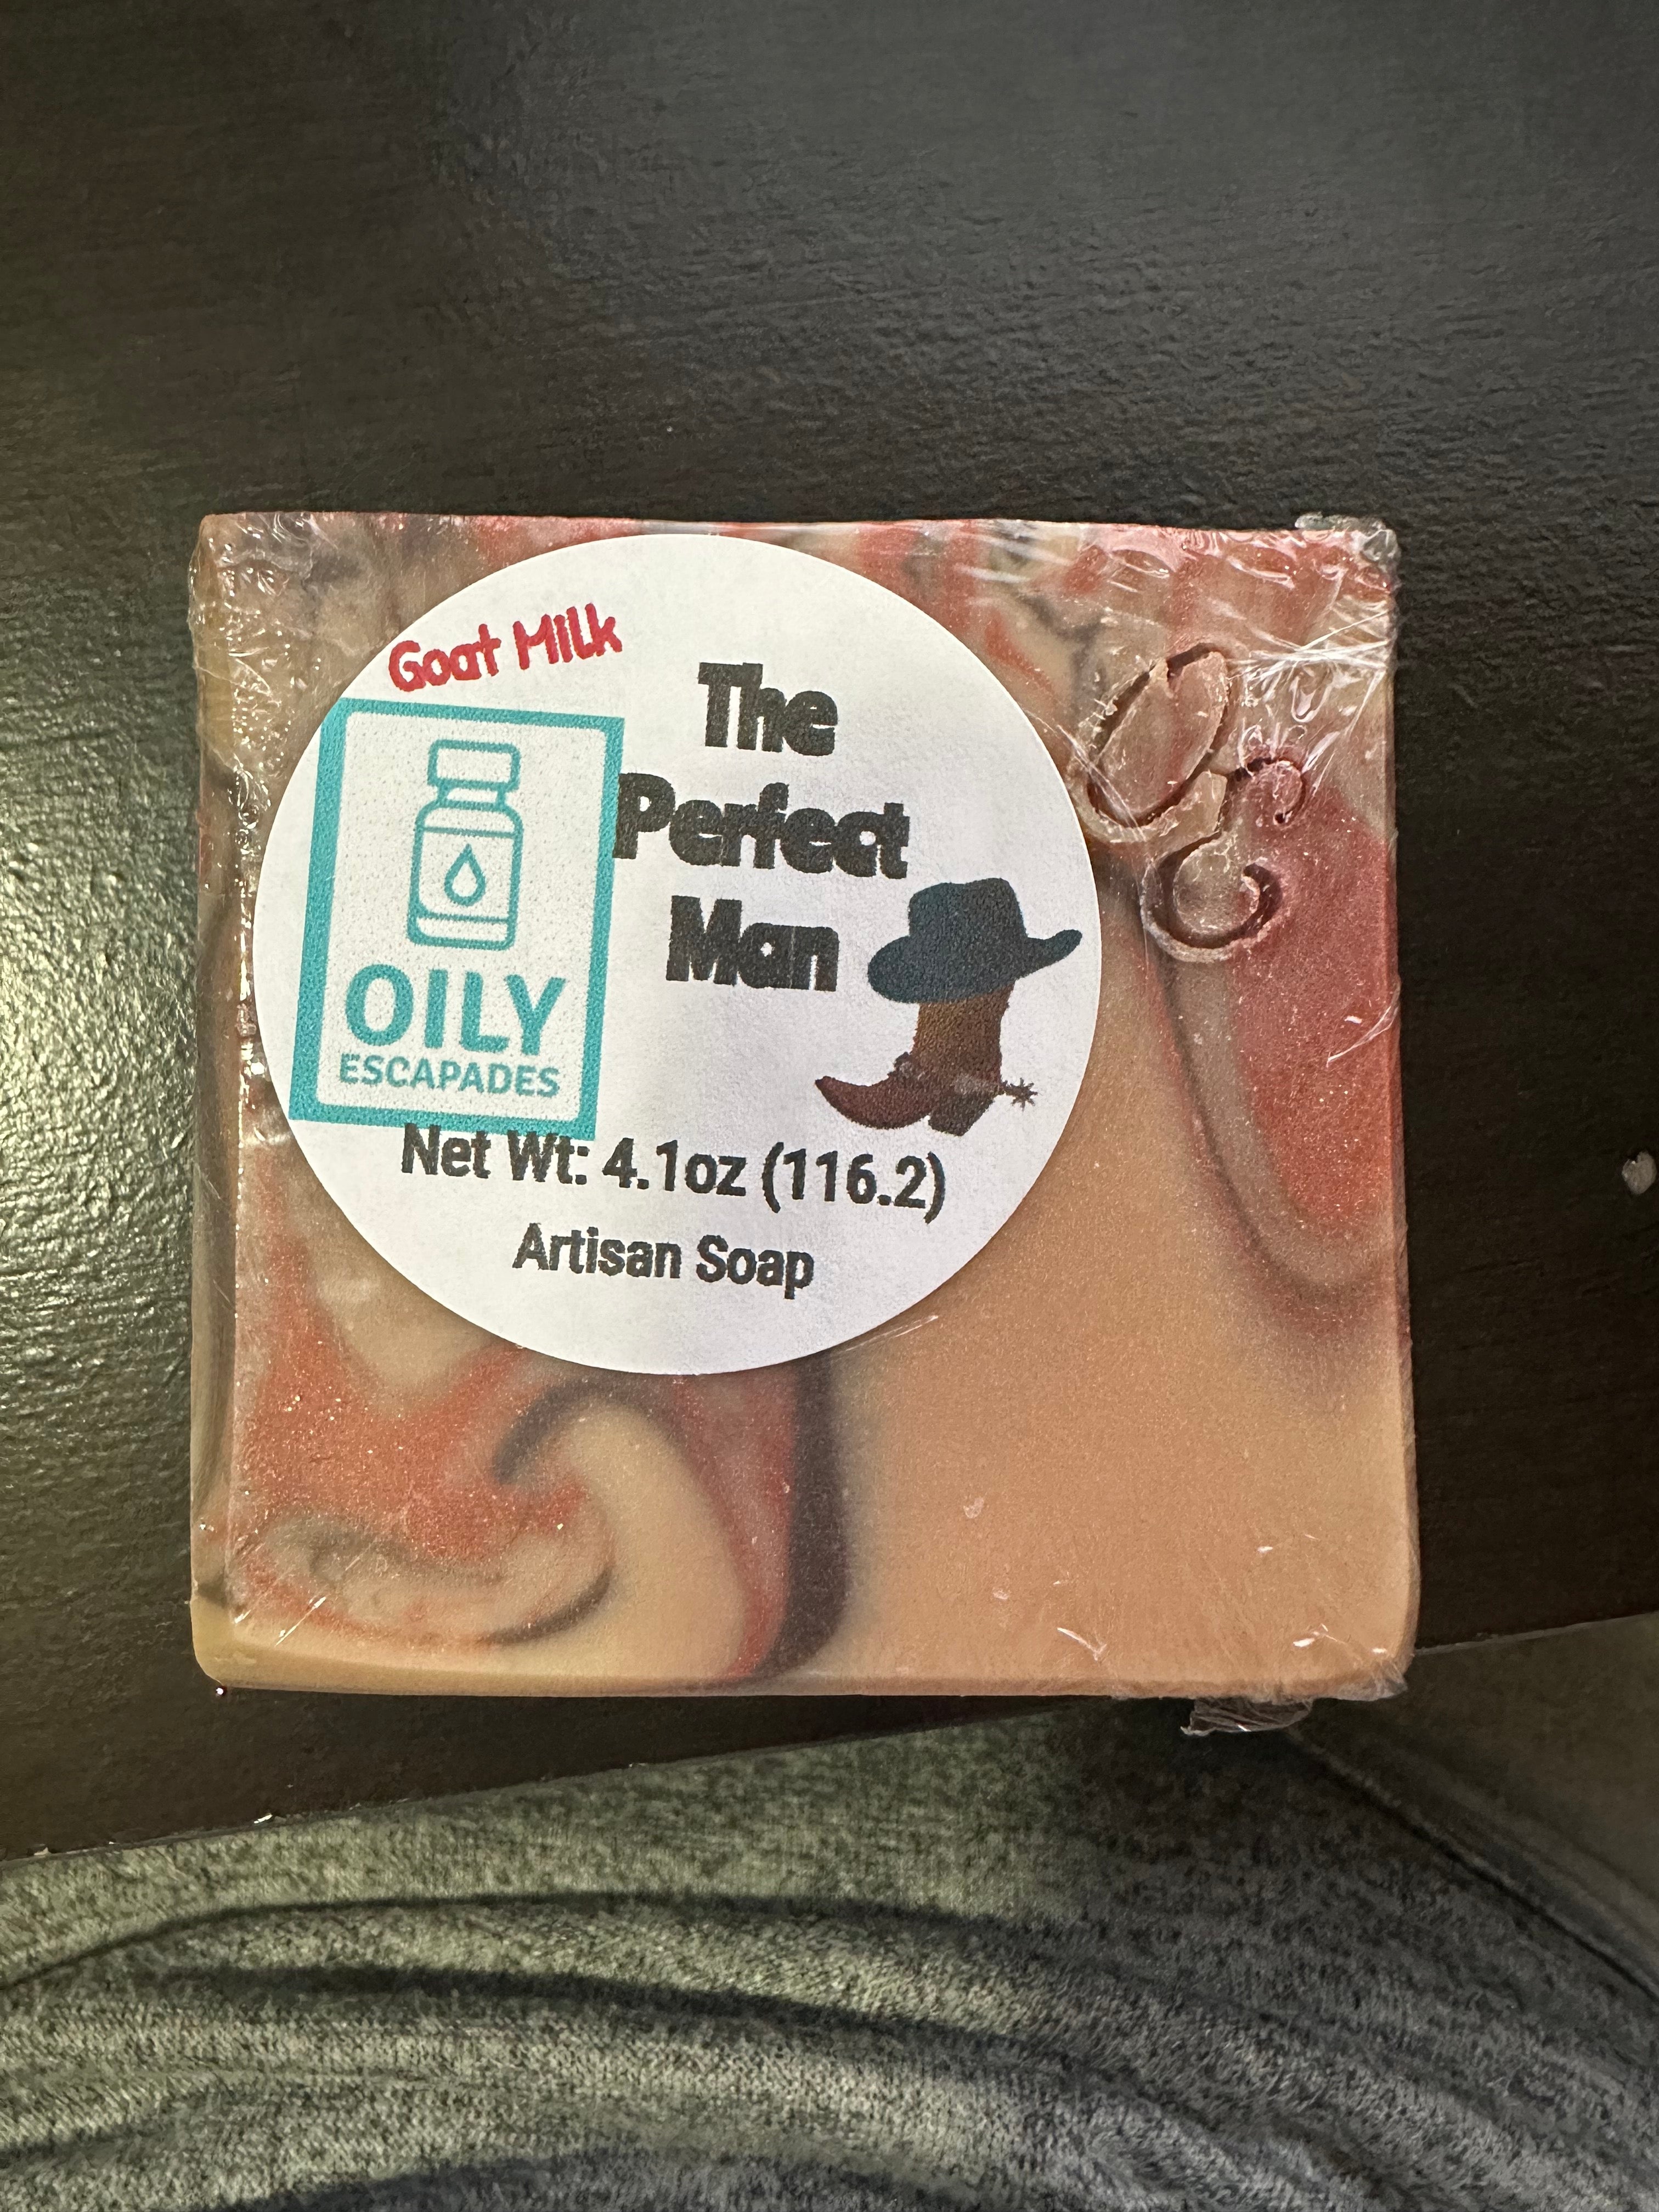 Goat Milk
The
Perfect
Man
OILY
ESCAPADES
Net Wt: 4.1oz (116.2)
Artisan Soap